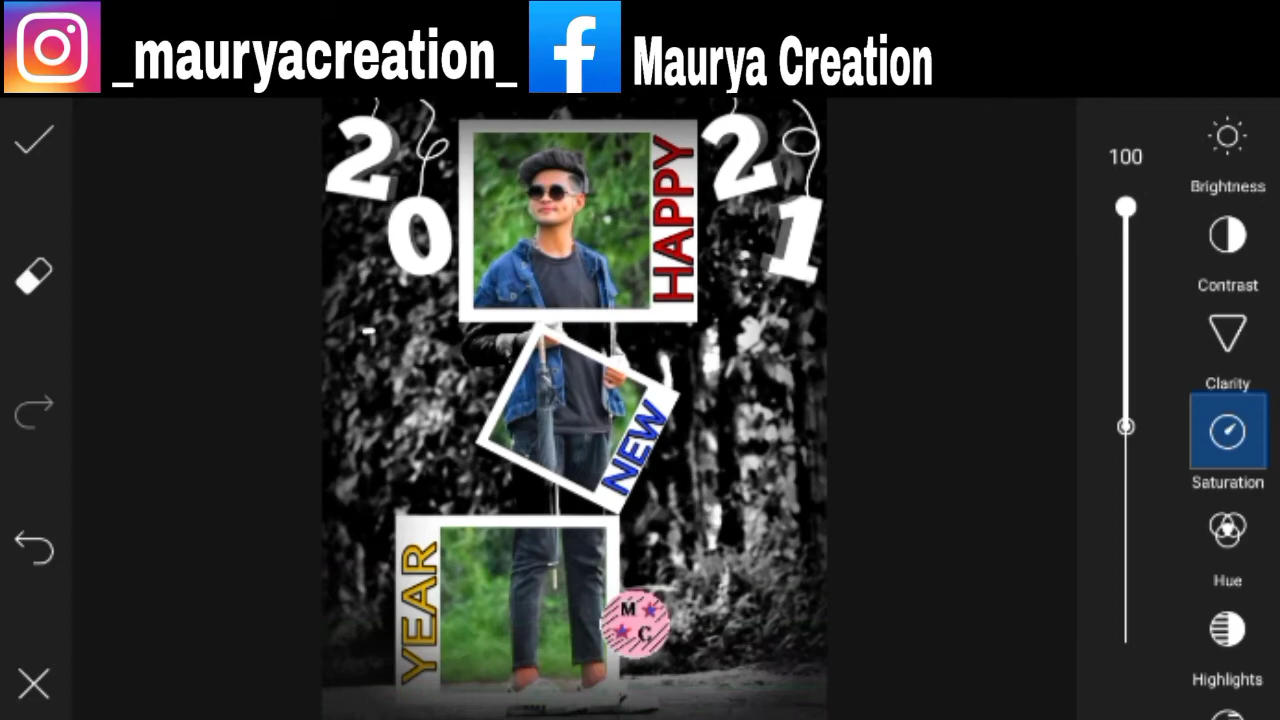 _mauryacreation_ Maurya Creation
100
Brightness
Contrast
Clarity
Saturation
Hue
Highlights
2
0
HAPPY
2
1
NEW
YEAR
M
C